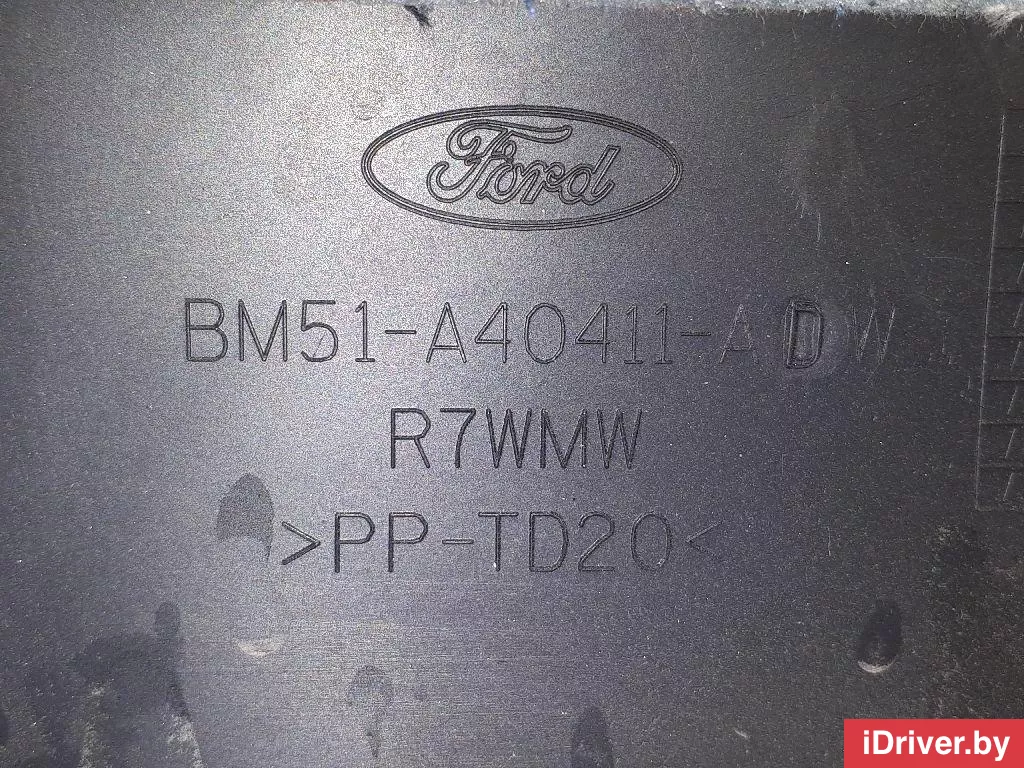 Ford
BM51-A40411-ADW
R7WMW
>PP-TD20<
iDriver.by